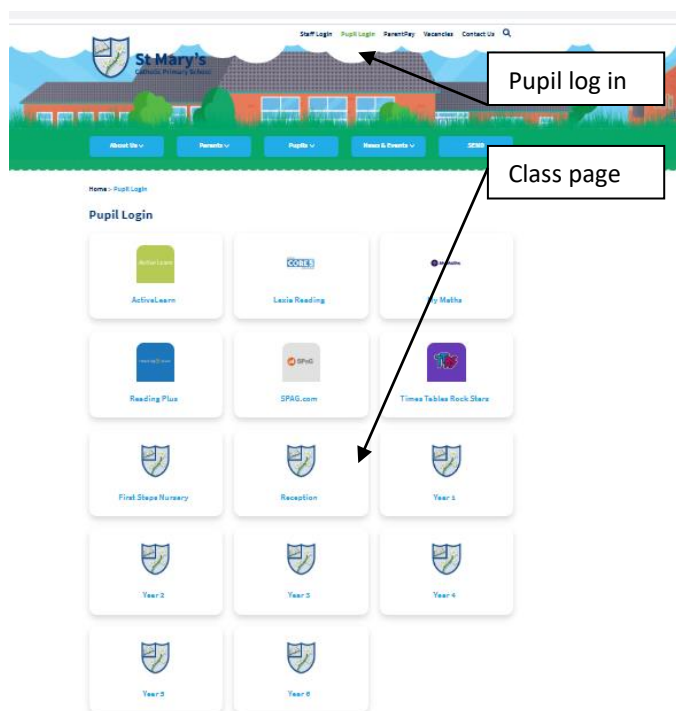 Staff Login Pupil Login ParentPay Vacancies Contact Us
St Mary's
Catholic Primary School
Pupil log in
About Us Parents Pupils News & Events SEND
Class page
Home > Pupil Login
Pupil Login
ActiveLearn
ActiveLearn Lexia Reading My Maths
SPaG
Reading Plus SPAG.com Times Tables Rock Stars
First Steps Nursery Reception Year 1
Year 2 Year 3 Year 4
Year 5 Year 6